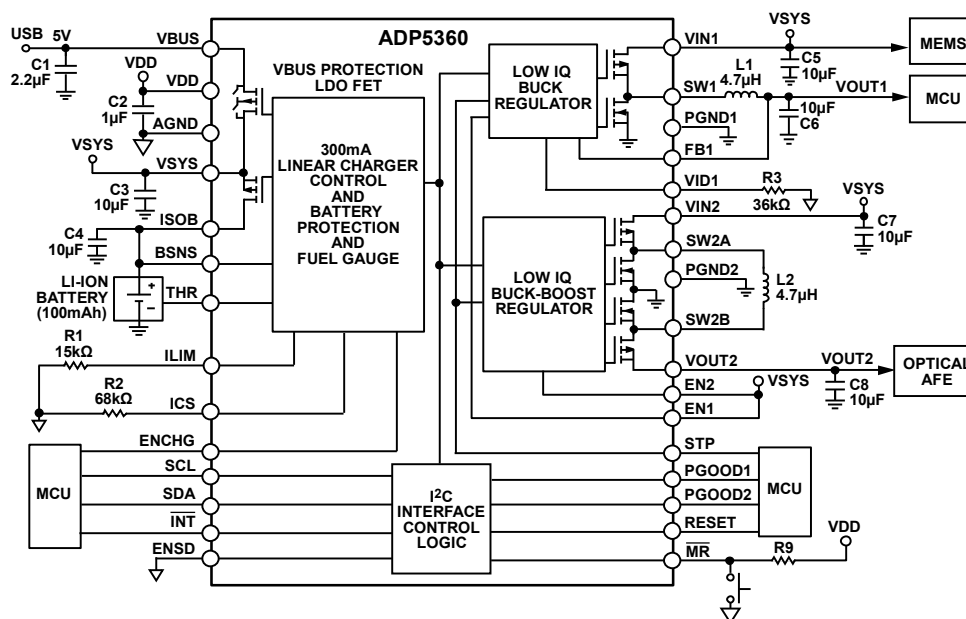 USB 5V
C1
2.2µF
VDD
C2
1µF
VSYS
C3
10µF
C4
10µF
LI-ION
BATTERY
(100mAh)
+
–
R1
15kΩ
R2
68kΩ
MCU
VBUS
VDD
AGND
VSYS
ISOB
BSNS
THR
ILIM
ICS
ENCHG
SCL
SDA
INT
ENSD
ADP5360
VBUS PROTECTION
LDO FET
300mA
LINEAR CHARGER
CONTROL
AND
BATTERY
PROTECTION
AND
FUEL GAUGE
LOW IQ
BUCK
REGULATOR
LOW IQ
BUCK-BOOST
REGULATOR
I2C
INTERFACE
CONTROL
LOGIC
VIN1
SW1
PGND1
FB1
VID1
VIN2
SW2A
PGND2
SW2B
VOUT2
EN2
EN1
STP
PGOOD1
PGOOD2
RESET
MR
VSYS
C5
10µF
MEMS
L1
4.7µH
10µF
C6
VOUT1
MCU
R3
36kΩ
VSYS
C7
10µF
L2
4.7µH
VOUT2
C8
10µF
OPTICAL
AFE
VSYS
MCU
VDD
R9